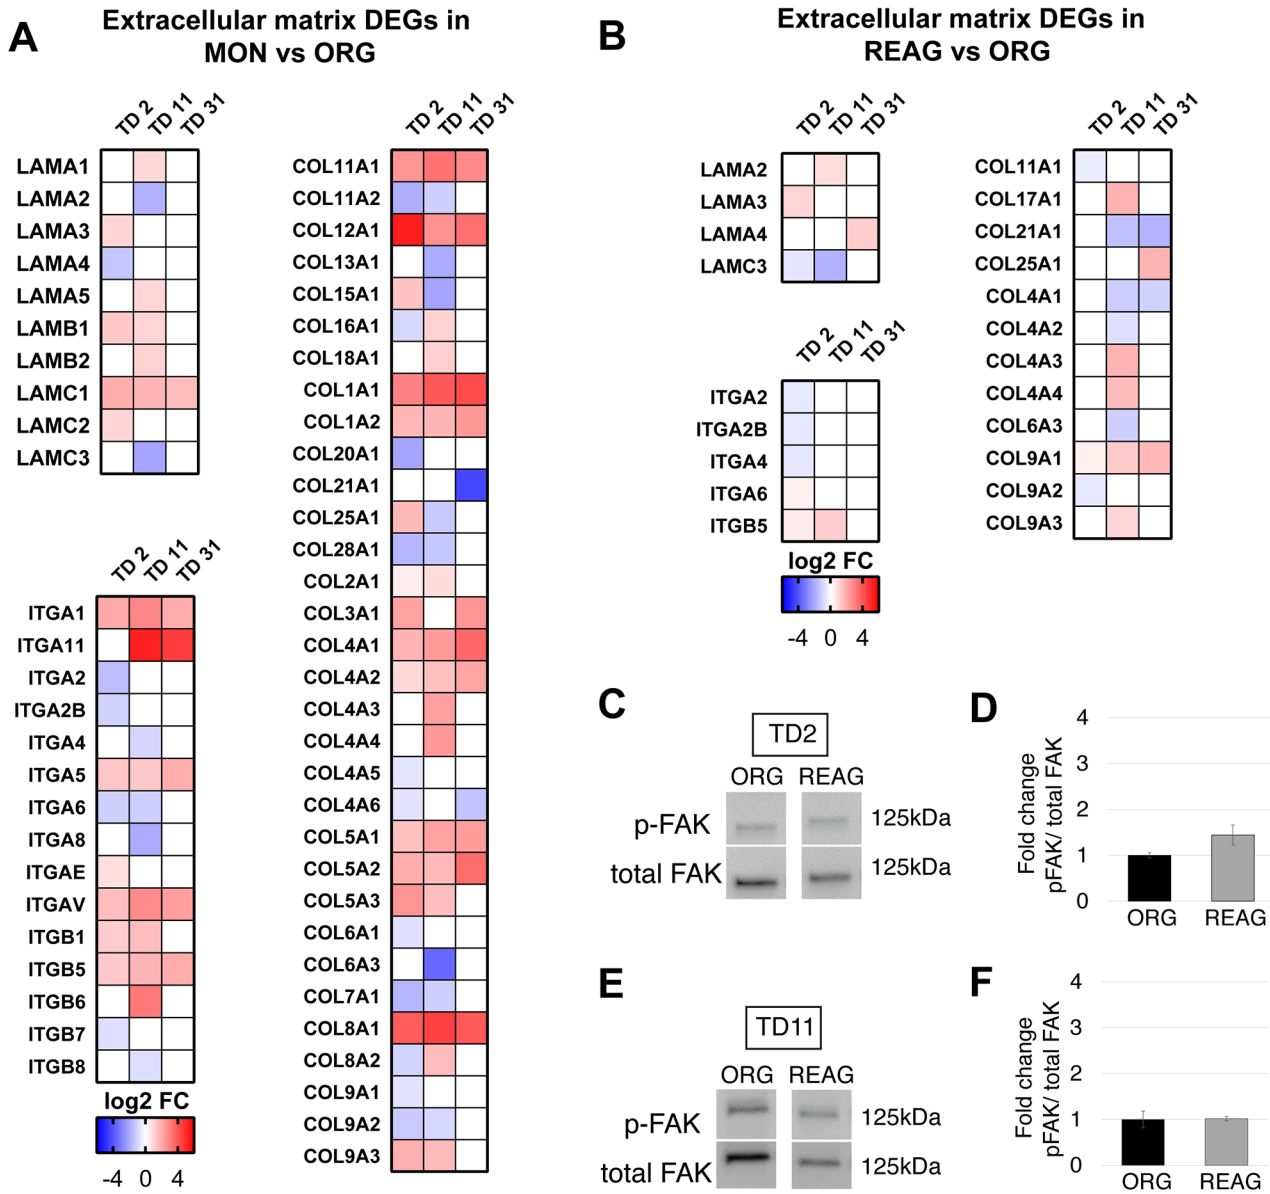 A
Extracellular matrix DEGs in
MON vs ORG
TD 2
TD 11
TD 31
LAMA1
LAMA2
LAMA3
LAMA4
LAMA5
LAMB1
LAMB2
LAMC1
LAMC2
LAMC3
TD 2
TD 11
TD 31
ITGA1
ITGA11
ITGA2
ITGA2B
ITGA4
ITGA5
ITGA6
ITGA8
ITGAE
ITGAV
ITGB1
ITGB5
ITGB6
ITGB7
ITGB8
log2 FC
-4 0 4
TD 2
TD 11
TD 31
COL11A1
COL11A2
COL12A1
COL13A1
COL15A1
COL16A1
COL18A1
COL1A1
COL1A2
COL20A1
COL21A1
COL25A1
COL28A1
COL2A1
COL3A1
COL4A1
COL4A2
COL4A3
COL4A4
COL4A5
COL4A6
COL5A1
COL5A2
COL5A3
COL6A1
COL6A3
COL7A1
COL8A1
COL8A2
COL9A1
COL9A2
COL9A3
B
Extracellular matrix DEGs in
REAG vs ORG
TD 2
TD 11
TD 31
LAMA2
LAMA3
LAMA4
LAMC3
TD 2
TD 11
TD 31
ITGA2
ITGA2B
ITGA4
ITGA6
ITGB5
log2 FC
-4 0 4
TD 2
TD 11
TD 31
COL11A1
COL17A1
COL21A1
COL25A1
COL4A1
COL4A2
COL4A3
COL4A4
COL6A3
COL9A1
COL9A2
COL9A3
C
TD2
ORG REAG
p-FAK 125kDa
total FAK 125kDa
D
Fold change
pFAK/ total FAK
4
3
2
1
0
ORG REAG
E
TD11
ORG REAG
p-FAK 125kDa
total FAK 125kDa
F
Fold change
pFAK/ total FAK
4
3
2
1
0
ORG REAG